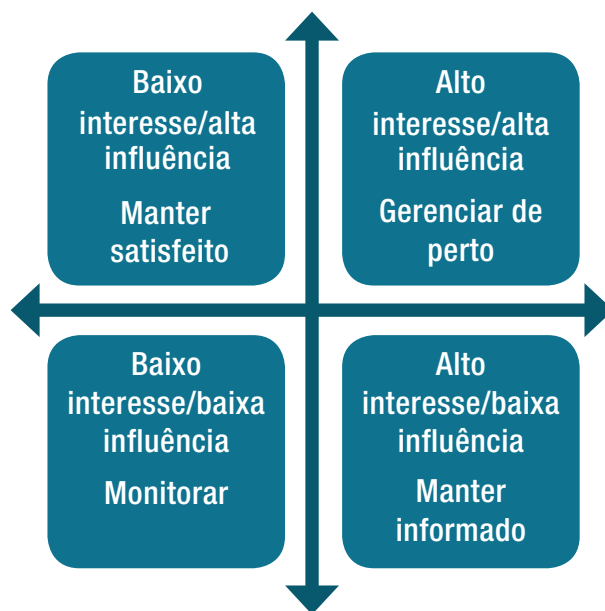 Baixo
interesse/alta
influência
Manter
satisfeito
Alto
interesse/alta
influência
Gerenciar de
perto
Baixo
interesse/baixa
influência
Monitorar
Alto
interesse/baixa
influência
Manter
informado